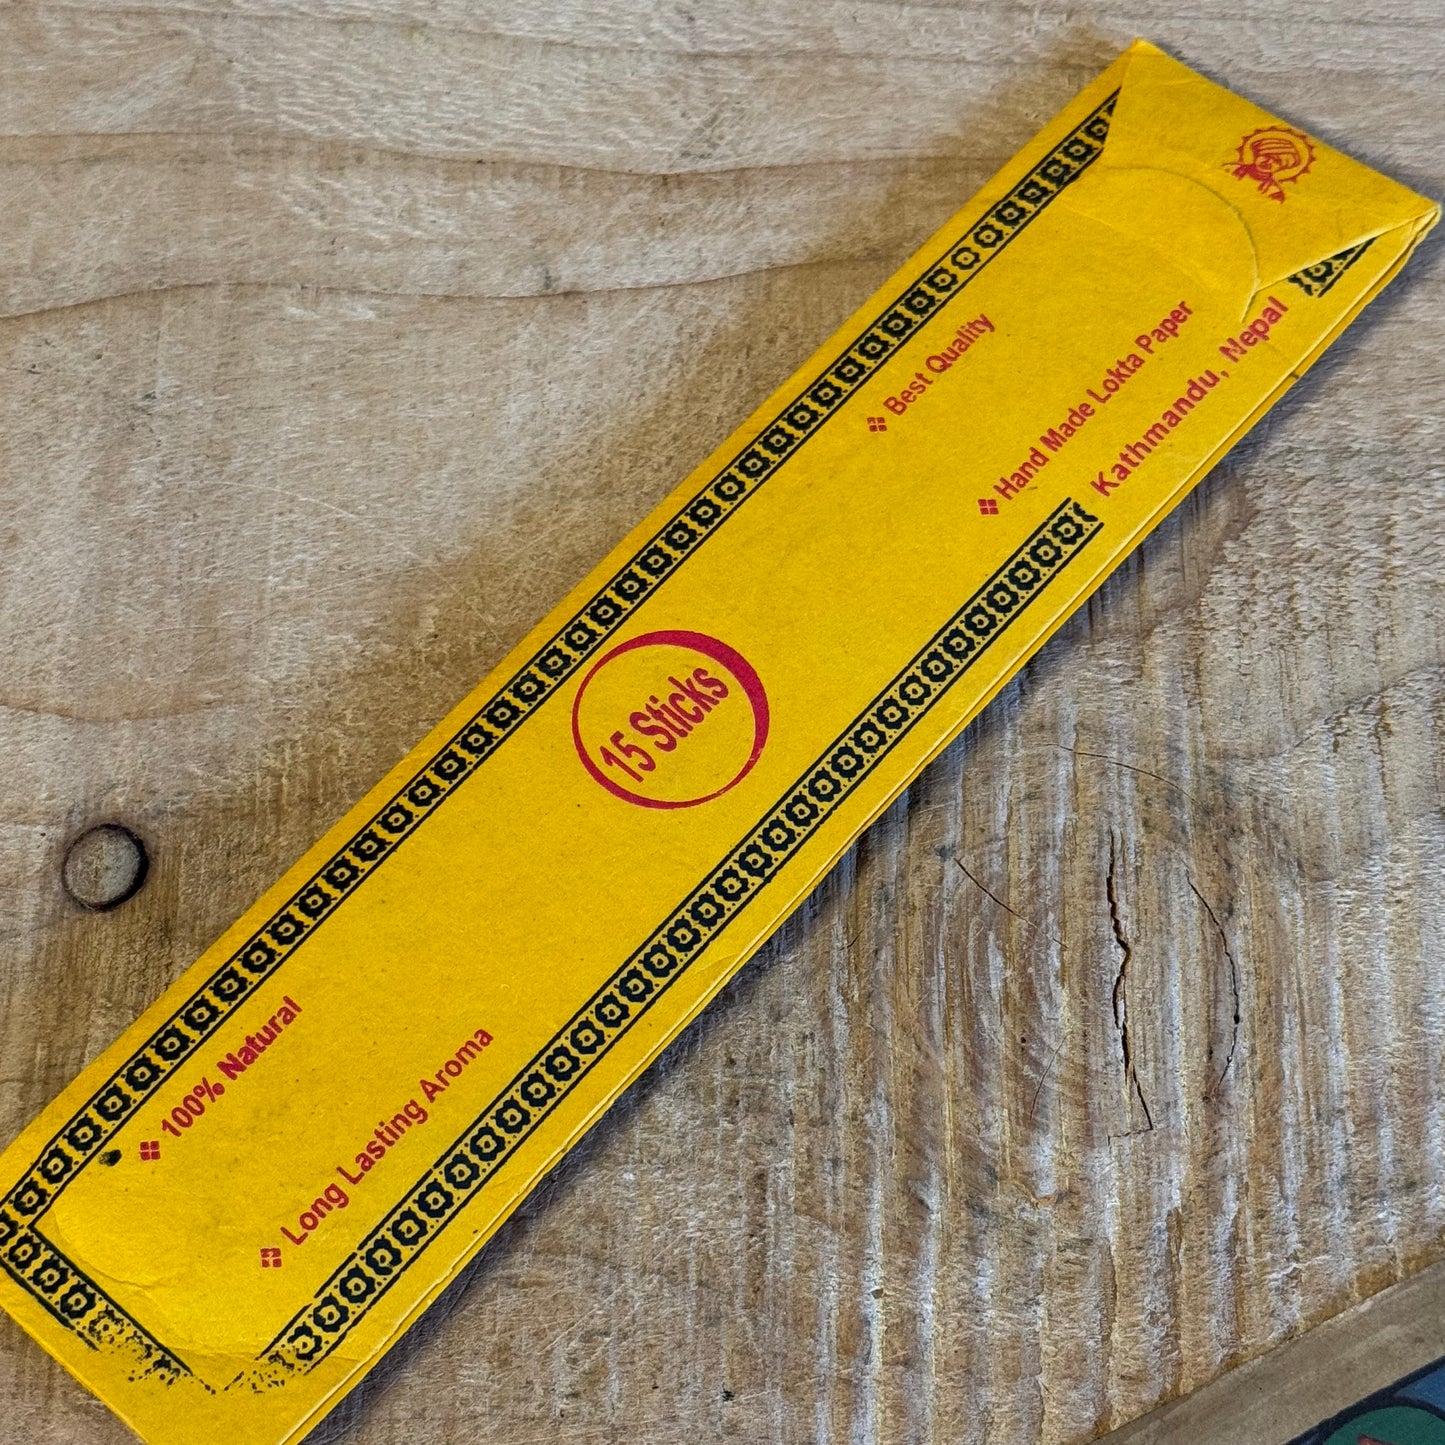 100% Natural
Long Lasting Aroma
15 Sticks
Best Quality
Hand Made Lokta Paper
Kathmandu, Nepal